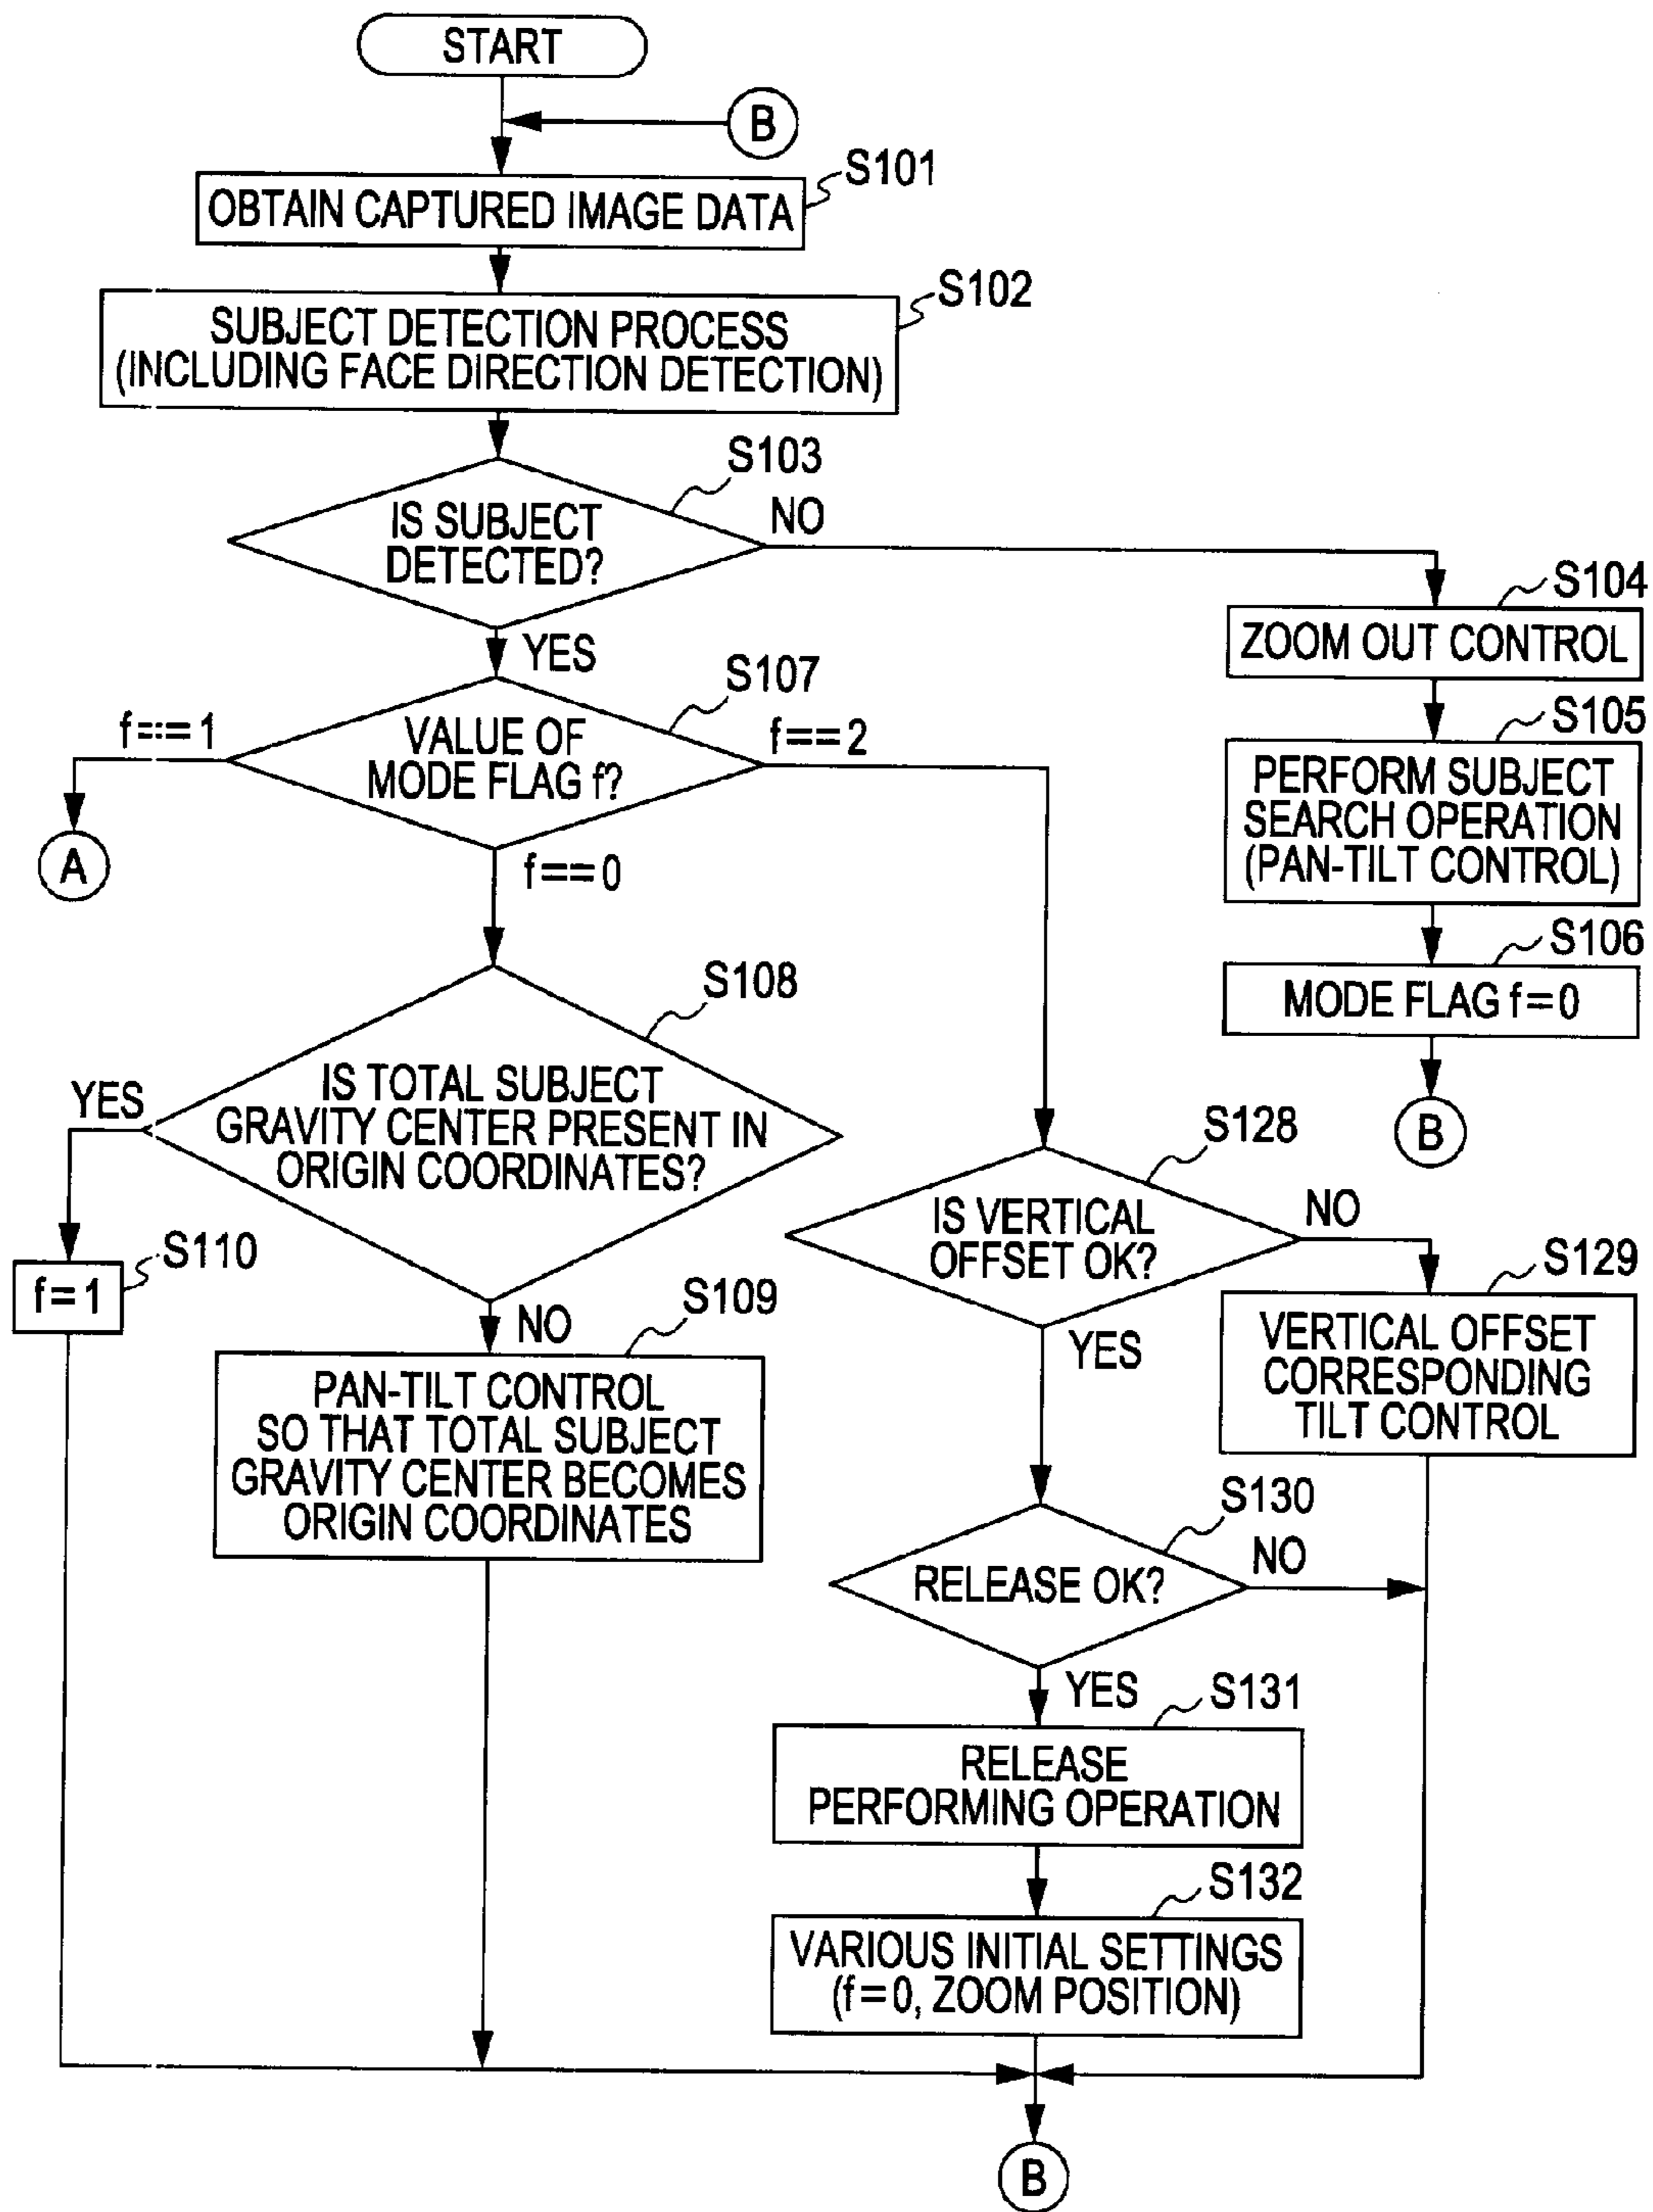 START
B
S101
OBTAIN CAPTURED IMAGE DATA
S102
SUBJECT DETECTION PROCESS
(INCLUDING FACE DIRECTION DETECTION)
S103
IS SUBJECT
DETECTED?
NO
YES
S104
ZOOM OUT CONTROL
S105
PERFORM SUBJECT
SEARCH OPERATION
(PAN-TILT CONTROL)
S106
MODE FLAG f=0
B
S107
VALUE OF
MODE FLAG f?
f==1
A
f==2
f==0
S108
IS TOTAL SUBJECT
GRAVITY CENTER PRESENT IN
ORIGIN COORDINATES?
YES
S110
f=1
NO
S109
PAN-TILT CONTROL
SO THAT TOTAL SUBJECT
GRAVITY CENTER BECOMES
ORIGIN COORDINATES
S128
IS VERTICAL
OFFSET OK?
NO
YES
S129
VERTICAL OFFSET
CORRESPONDING
TILT CONTROL
S130
RELEASE OK?
NO
YES
S131
RELEASE
PERFORMING OPERATION
S132
VARIOUS INITIAL SETTINGS
(f=0, ZOOM POSITION)
B